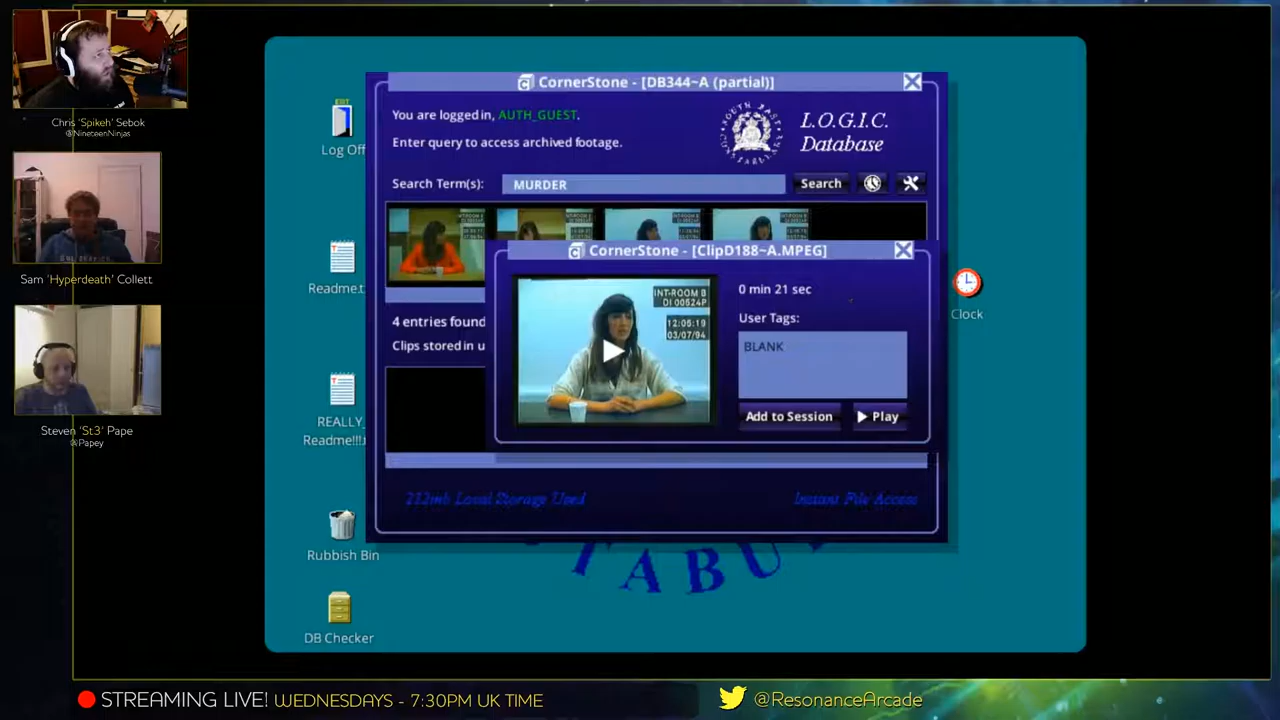 Chris 'Spikeh' Sebok
@NineteenNinjas
Sam 'Hyperdeath' Collett
Steven 'St3' Pape
@Papey
EXIT
Log Off
Readme.t
REALLY_
Readme!!!.
Rubbish Bin
DB Checker
Clock
CornerStone - [DB344~A (partial)]
You are logged in, AUTH_GUEST.
Enter query to access archived footage.
SOUTH EAST
L.O.G.I.C.
Database
Search Term(s): MURDER Search
4 entries found
Clips stored in u
CornerStone - [ClipD188~A.MPEG]
INT-ROOM B
DI 00524P
12:05:19
03/07/94
0 min 21 sec
User Tags:
BLANK
Add to Session
Play
212mb Local Storage Used
Instant File Access
TABU
STREAMING LIVE! WEDNESDAYS - 7:30PM UK TIME
@ResonanceArcade